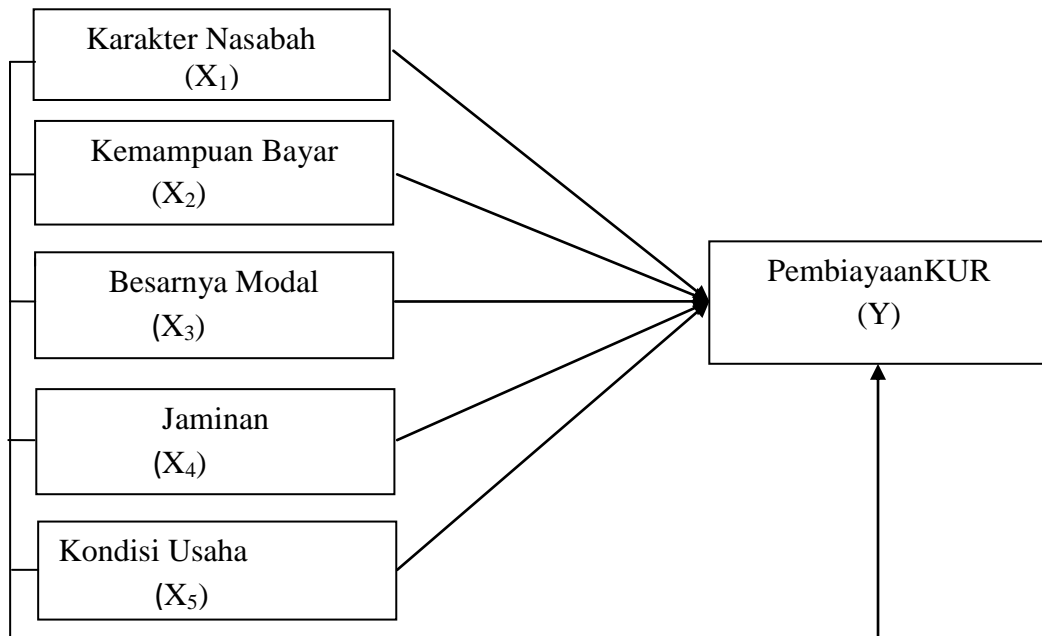 Karakter Nasabah
(X₁)
Kemampuan Bayar
(X₂)
Besarnya Modal
(X₃)
Jaminan
(X₄)
Kondisi Usaha
(X₅)
PembiayaanKUR
(Y)